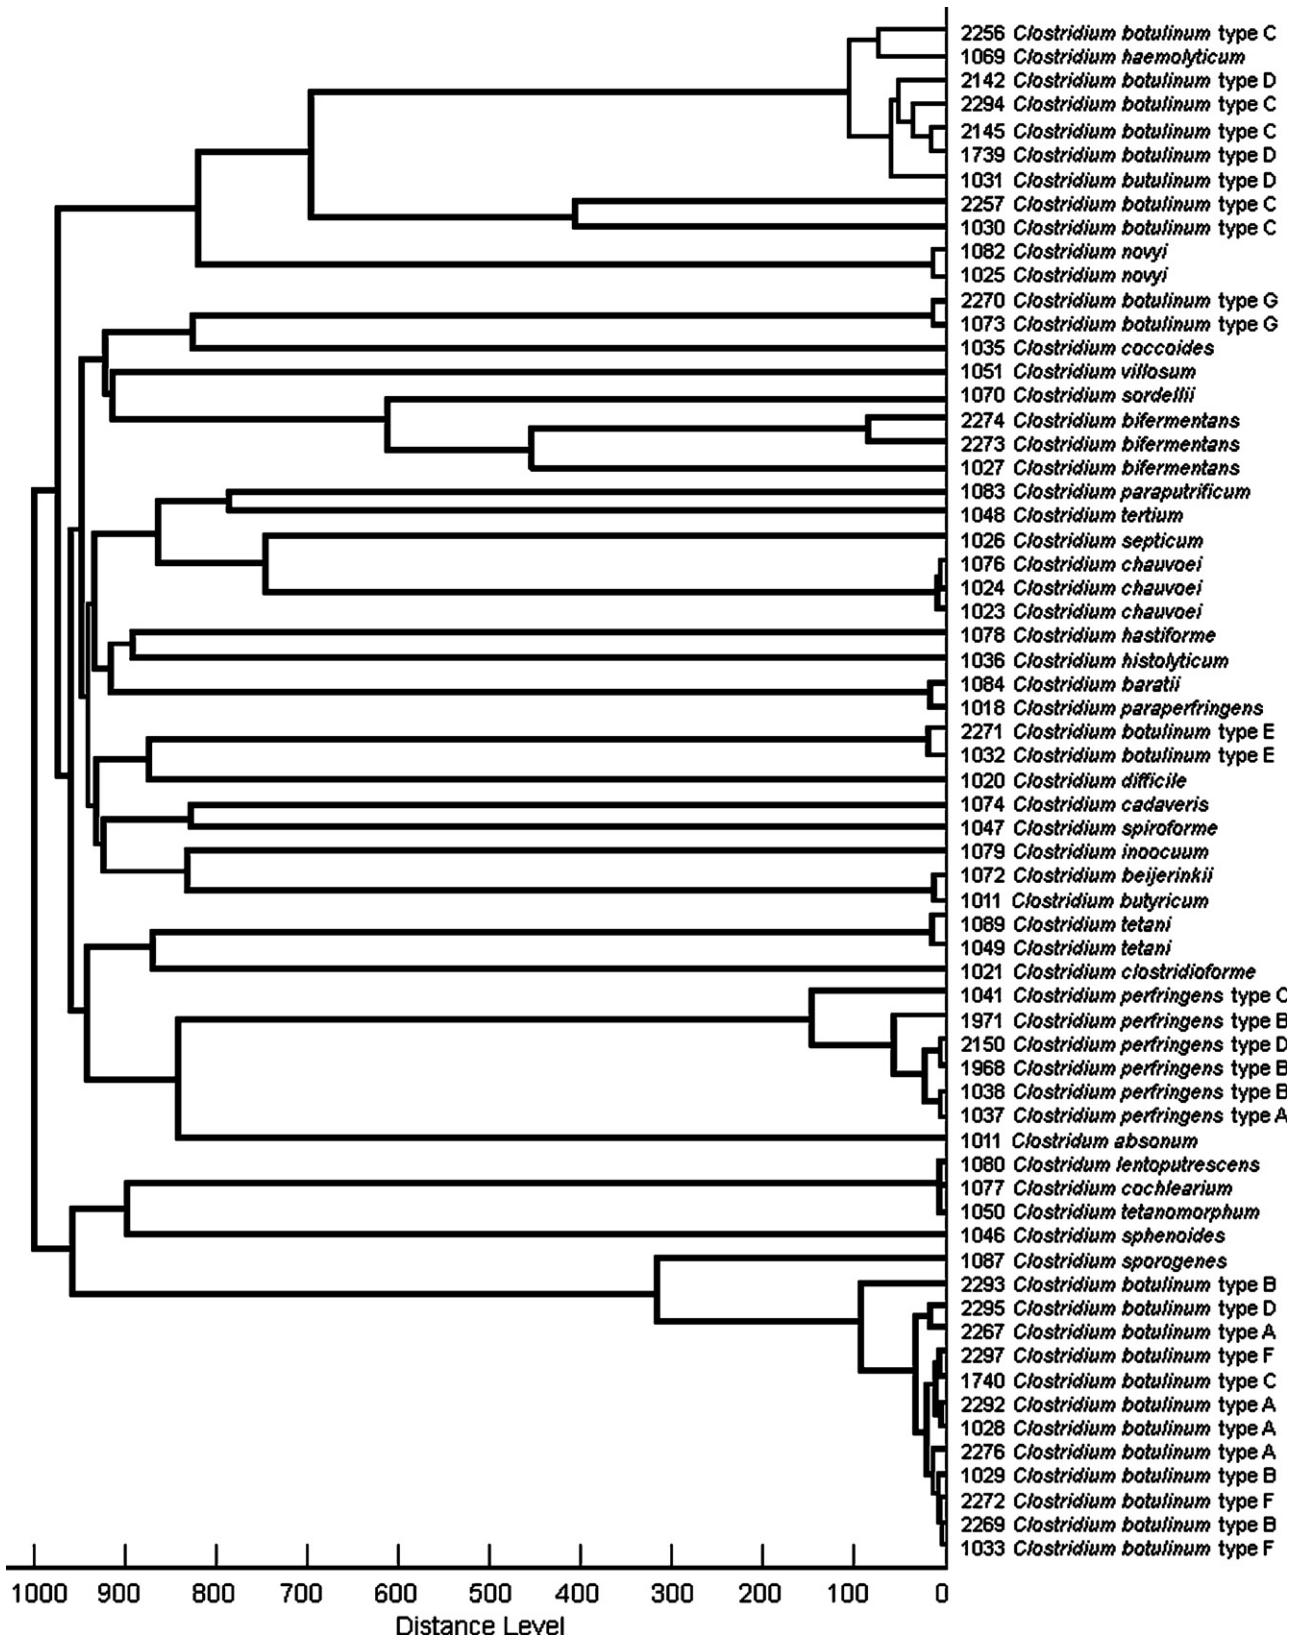 2256 Clostridium botulinum type C
1069 Clostridium haemolyticum
2142 Clostridium botulinum type D
2294 Clostridium botulinum type C
2145 Clostridium botulinum type C
1739 Clostridium botulinum type D
1031 Clostridium butulinum type D
2257 Clostridium botulinum type C
1030 Clostridium botulinum type C
1082 Clostridium novyi
1025 Clostridium novyi
2270 Clostridium botulinum type G
1073 Clostridium botulinum type G
1035 Clostridium coccoides
1051 Clostridium villosum
1070 Clostridium sordellii
2274 Clostridium bifermentans
2273 Clostridium bifermentans
1027 Clostridium bifermentans
1083 Clostridium paraputrificum
1048 Clostridium tertium
1026 Clostridium septicum
1076 Clostridium chauvoei
1024 Clostridium chauvoei
1023 Clostridium chauvoei
1078 Clostridium hastiforme
1036 Clostridium histolyticum
1084 Clostridium baratii
1018 Clostridium paraperfringens
2271 Clostridium botulinum type E
1032 Clostridium botulinum type E
1020 Clostridium difficile
1074 Clostridium cadaveris
1047 Clostridium spiroforme
1079 Clostridium inoocuum
1072 Clostridium beijerinkii
1011 Clostridium butyricum
1089 Clostridium tetani
1049 Clostridium tetani
1021 Clostridium clostridioforme
1041 Clostridium perfringens type C
1971 Clostridium perfringens type B
2150 Clostridium perfringens type D
1968 Clostridium perfringens type B
1038 Clostridium perfringens type B
1037 Clostridium perfringens type A
1011 Clostridum absonum
1080 Clostridum lentoputrescens
1077 Clostridium cochlearium
1050 Clostridium tetanomorphum
1046 Clostridium sphenoides
1087 Clostridium sporogenes
2293 Clostridium botulinum type B
2295 Clostridium botulinum type D
2267 Clostridium botulinum type A
2297 Clostridium botulinum type F
1740 Clostridium botulinum type C
2292 Clostridium botulinum type A
1028 Clostridium botulinum type A
2276 Clostridium botulinum type A
1029 Clostridium botulinum type B
2272 Clostridium botulinum type F
2269 Clostridium botulinum type B
1033 Clostridium botulinum type F
1000 900 800 700 600 500 400 300 200 100 0
Distance Level